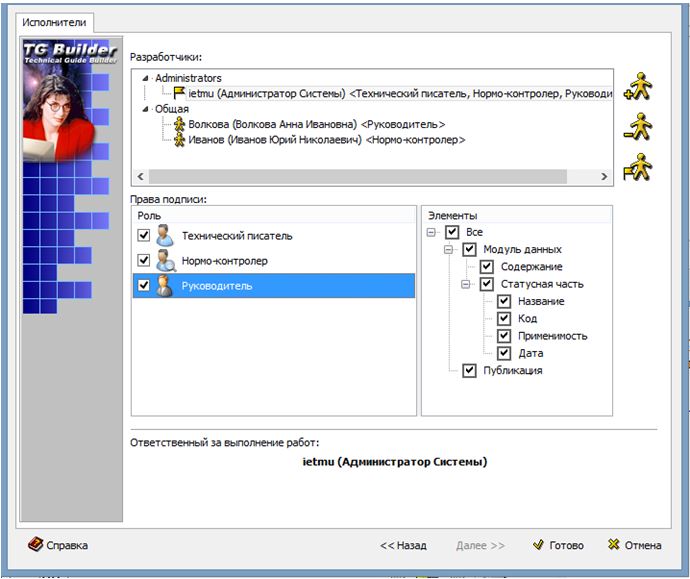 Исполнители
TG Builder
Technical Guide Builder
Разработчики:
Administrators
ietmu (Администратор Системы) <Технический писатель, Нормо-контролер, Руководи
Общая
Волкова (Волкова Анна Ивановна) <Руководитель>
Иванов (Иванов Юрий Николаевич) <Нормо-контролер>
Права подписи:
Роль
Технический писатель
Нормо-контролер
Руководитель
Элементы
Все
Модуль данных
Содержание
Статусная часть
Название
Код
Применимость
Дата
Публикация
Ответственный за выполнение работ:
ietmu (Администратор Системы)
Справка
<< Назад
Далее >>
Готово
Отмена